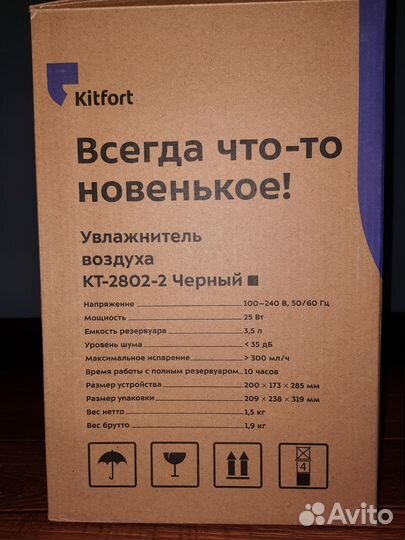 Kitfort
Всегда что-то
новенькое!
Увлажнитель
воздуха
КТ-2802-2 Черный
Напряжение 100–240 В, 50/60 Гц
Мощность 25 Вт
Емкость резервуара 3,5 л
Уровень шума < 35 дБ
Максимальное испарение > 300 мл/ч
Время работы с полным резервуаром 10 часов
Размер устройства 200 × 173 × 285 мм
Размер упаковки 209 × 238 × 319 мм
Вес нетто 1,5 кг
Вес брутто 1,9 кг
4
Avito